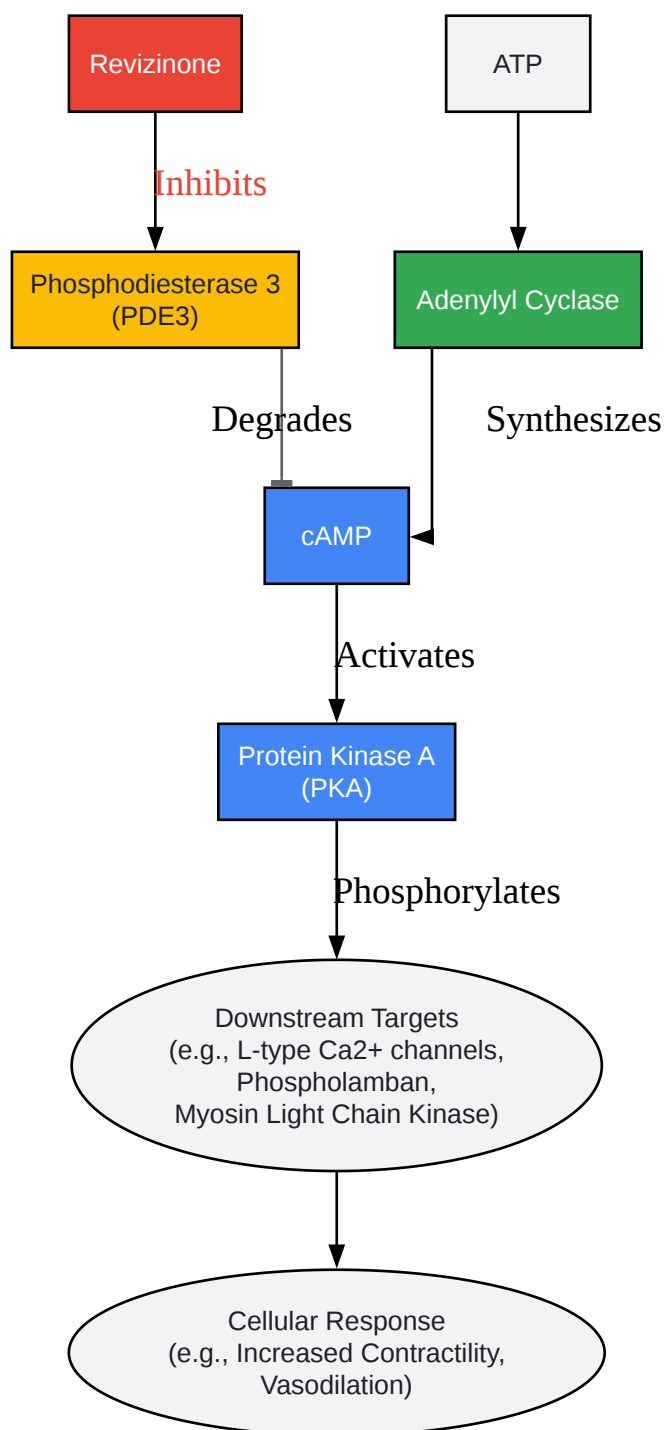 Revizinone
ATP
Inhibits
Phosphodiesterase 3
(PDE3)
Adenylyl Cyclase
Degrades
Synthesizes
cAMP
Activates
Protein Kinase A
(PKA)
Phosphorylates
Downstream Targets
(e.g., L-type Ca2+ channels,
Phospholamban,
Myosin Light Chain Kinase)
Cellular Response
(e.g., Increased Contractility,
Vasodilation)